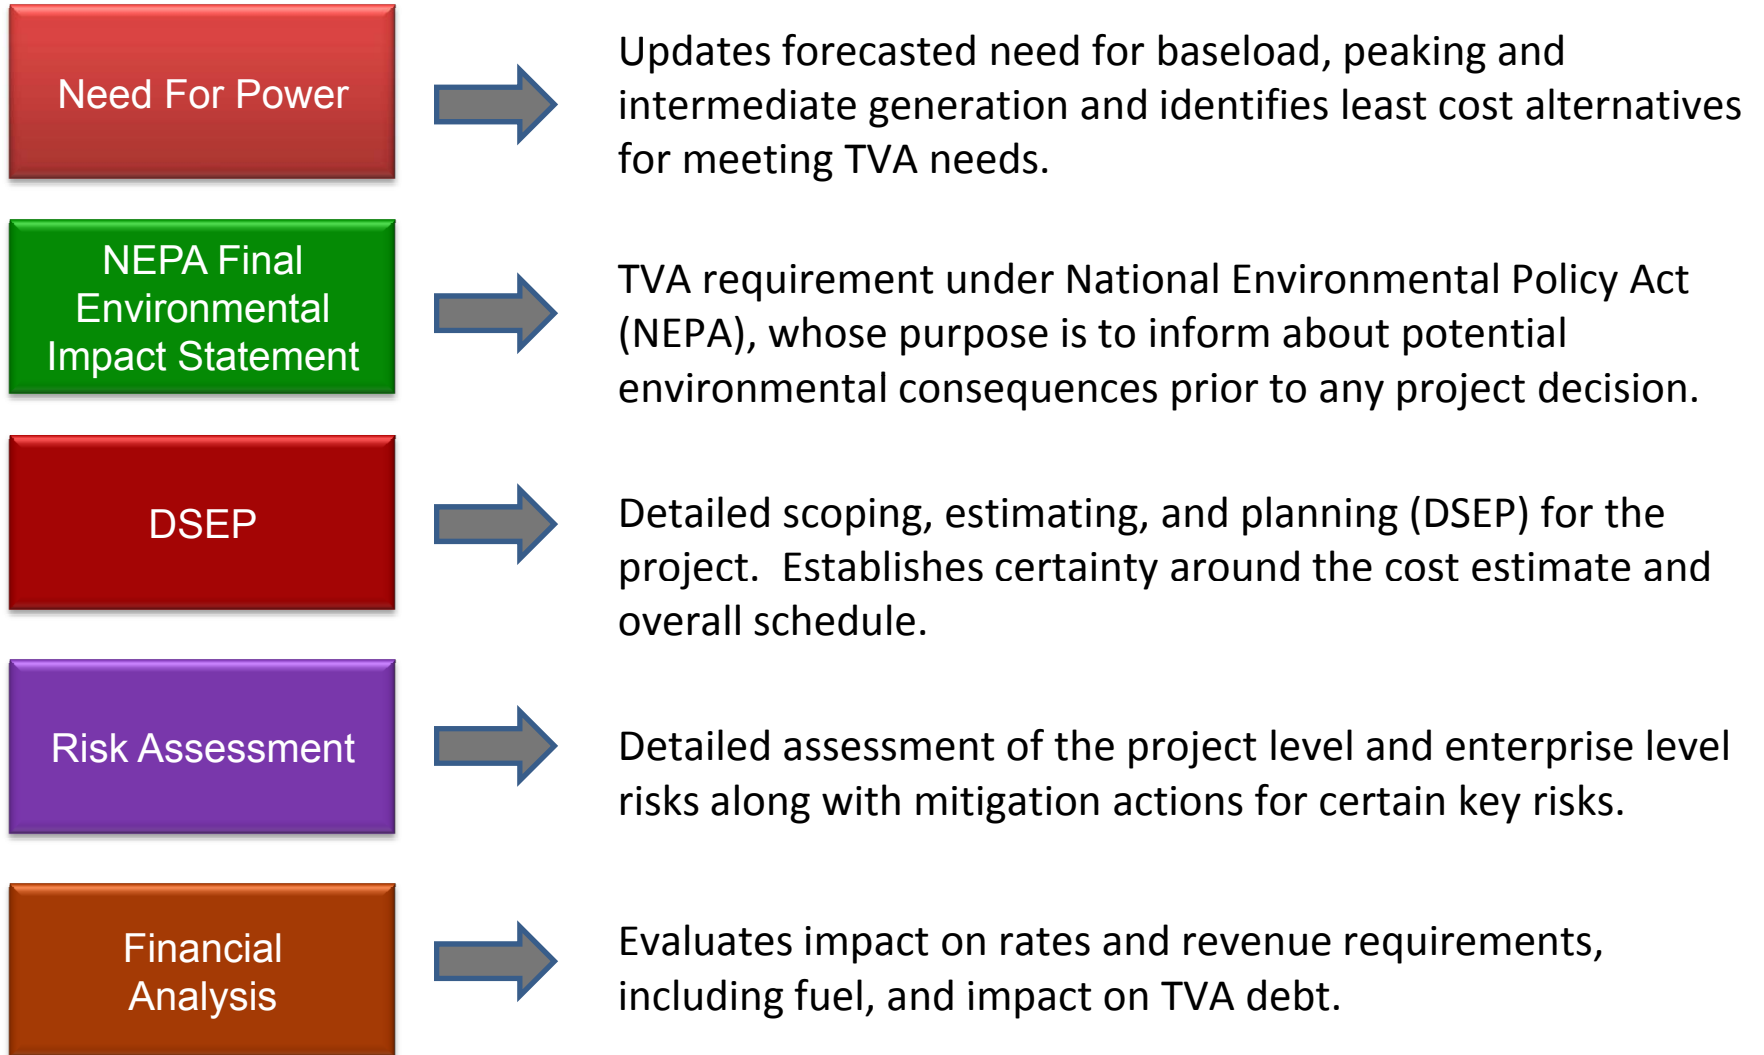 Need For Power
Updates forecasted need for baseload, peaking and
intermediate generation and identifies least cost alternatives
for meeting TVA needs.
NEPA Final
Environmental
Impact Statement
TVA requirement under National Environmental Policy Act
(NEPA), whose purpose is to inform about potential
environmental consequences prior to any project decision.
DSEP
Detailed scoping, estimating, and planning (DSEP) for the
project.  Establishes certainty around the cost estimate and
overall schedule.
Risk Assessment
Detailed assessment of the project level and enterprise level
risks along with mitigation actions for certain key risks.
Financial
Analysis
Evaluates impact on rates and revenue requirements,
including fuel, and impact on TVA debt.